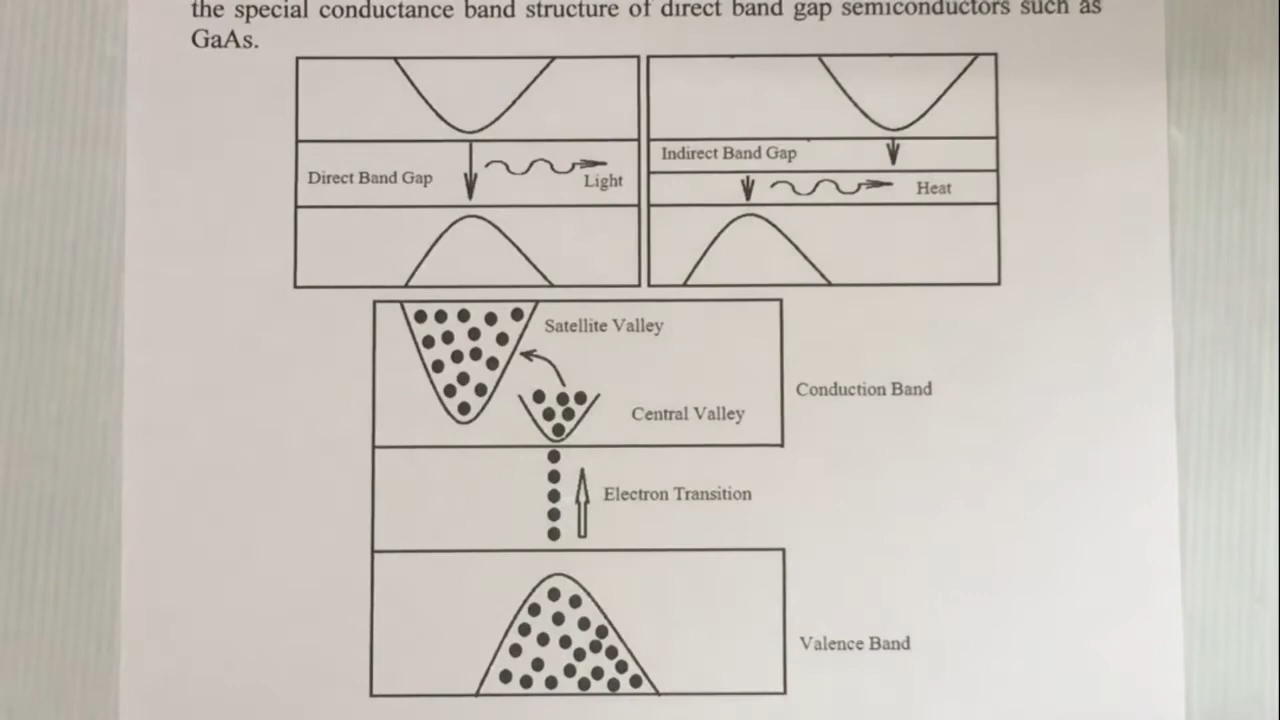 the special conductance band structure of direct band gap semiconductors such as
GaAs.
Direct Band Gap
Light
Indirect Band Gap
Heat
Satellite Valley
Central Valley
Conduction Band
Electron Transition
Valence Band